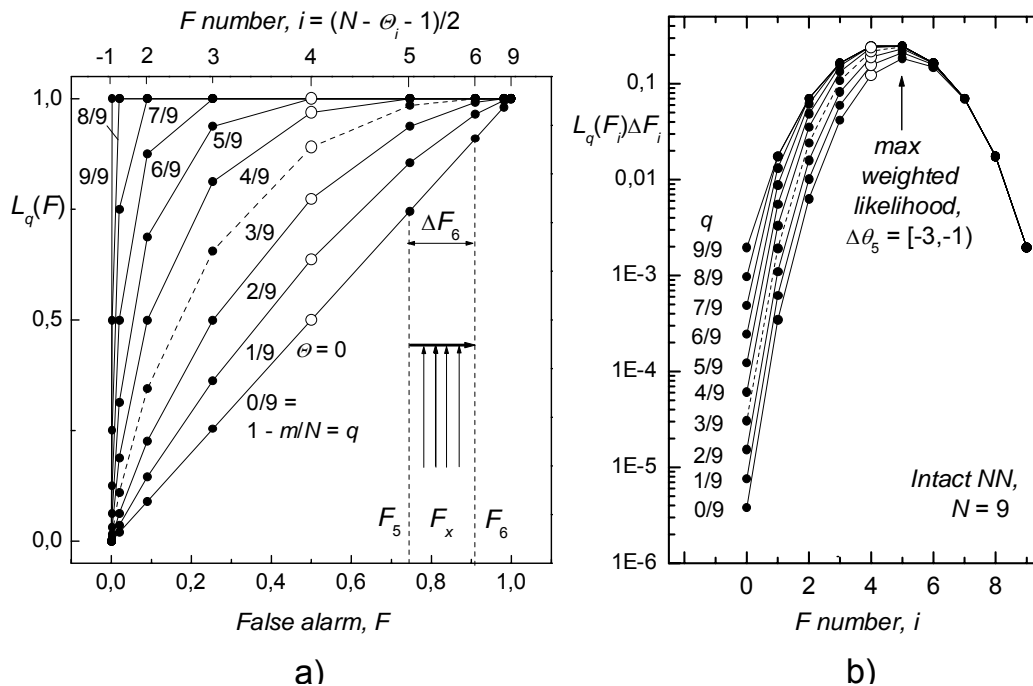 F number, i = (N - Θi - 1)/2
-1 2 3 4 5 6 9
1,0
8/9
7/9
9/9
6/9
5/9
4/9
Lq(F)
ΔF6
3/9
2/9
0,5
Θ = 0
1/9
0/9 =
1 - m/N = q
F5 Fx F6
0,0
0,0 0,2 0,4 0,6 0,8 1,0
False alarm, F
a)
0,1
Lq(Fi)ΔFi
max
weighted
likelihood,
Δθ5 = [-3,-1)
0,01
q
9/9
1E-3
8/9
7/9
6/9
1E-4
5/9
4/9
3/9
1E-5
2/9
1/9
0/9
Intact NN,
N = 9
1E-6
0 2 4 6 8
F number, i
b)